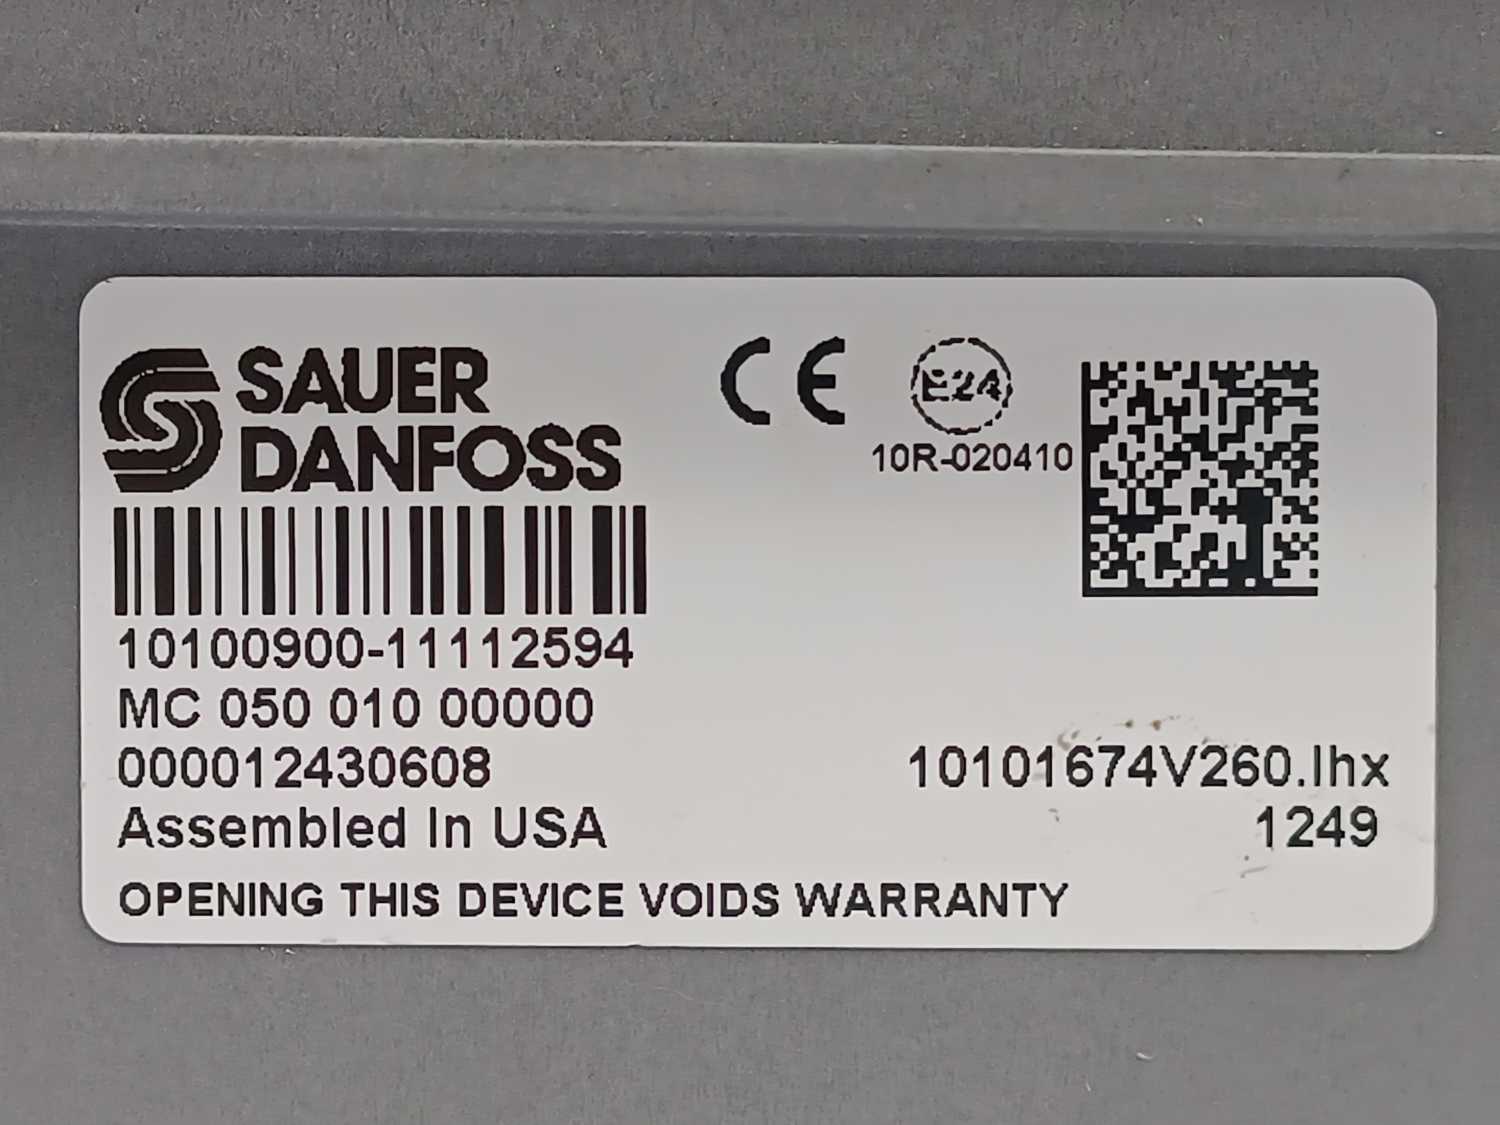 SAUER
DANFOSS
CE
E24
10R-020410
10100900-11112594
MC 050 010 00000
000012430608
10101674V260.lhx
Assembled In USA
1249
OPENING THIS DEVICE VOIDS WARRANTY